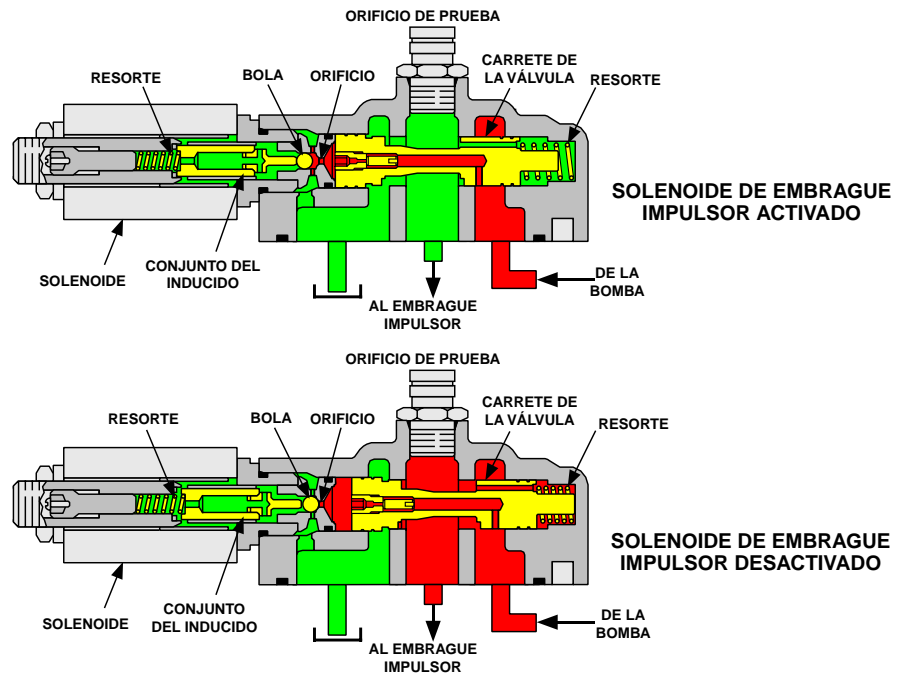 ORIFICIO DE PRUEBA
CARRETE DE
LA VÁLVULA
RESORTE
BOLA
ORIFICIO
RESORTE
SOLENOIDE DE EMBRAGUE
IMPULSOR ACTIVADO
SOLENOIDE
CONJUNTO DEL
INDUCIDO
AL EMBRAGUE
IMPULSOR
DE LA
BOMBA
ORIFICIO DE PRUEBA
CARRETE DE
LA VÁLVULA
RESORTE
BOLA
ORIFICIO
RESORTE
SOLENOIDE DE EMBRAGUE
IMPULSOR DESACTIVADO
SOLENOIDE
CONJUNTO
DEL INDUCIDO
AL EMBRAGUE
IMPULSOR
DE LA
BOMBA